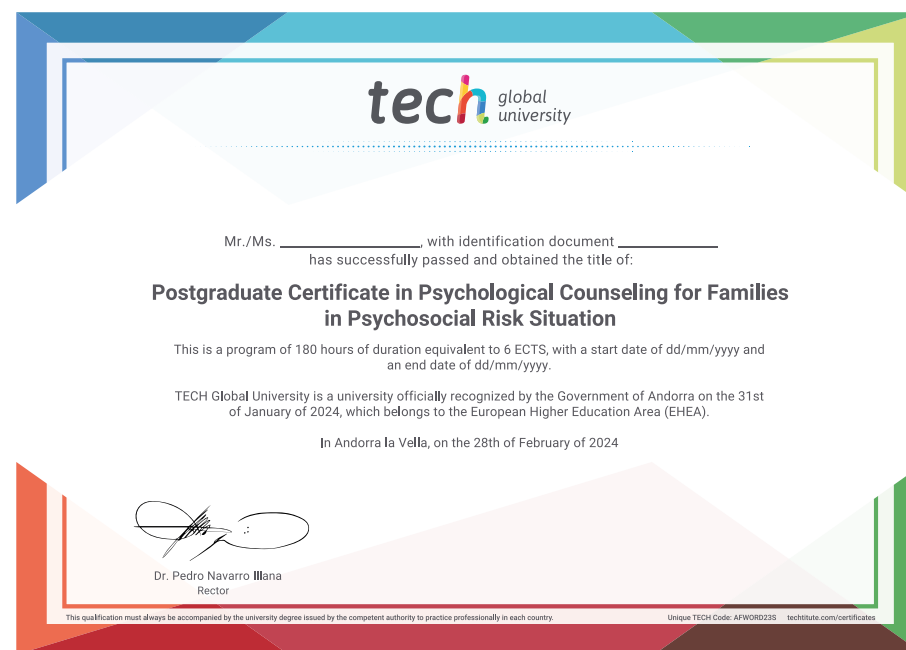 tech global university
Mr./Ms. ____________, with identification document ____________
has successfully passed and obtained the title of:
Postgraduate Certificate in Psychological Counseling for Families
in Psychosocial Risk Situation
This is a program of 180 hours of duration equivalent to 6 ECTS, with a start date of dd/mm/yyyy and
an end date of dd/mm/yyyy.
TECH Global University is a university officially recognized by the Government of Andorra on the 31st
of January of 2024, which belongs to the European Higher Education Area (EHEA).
In Andorra la Vella, on the 28th of February of 2024
Dr. Pedro Navarro Illana
Rector
This qualification must always be accompanied by the university degree issued by the competent authority to practice professionally in each country.
Unique TECH Code: AFWORD23S techtitute.com/certificates